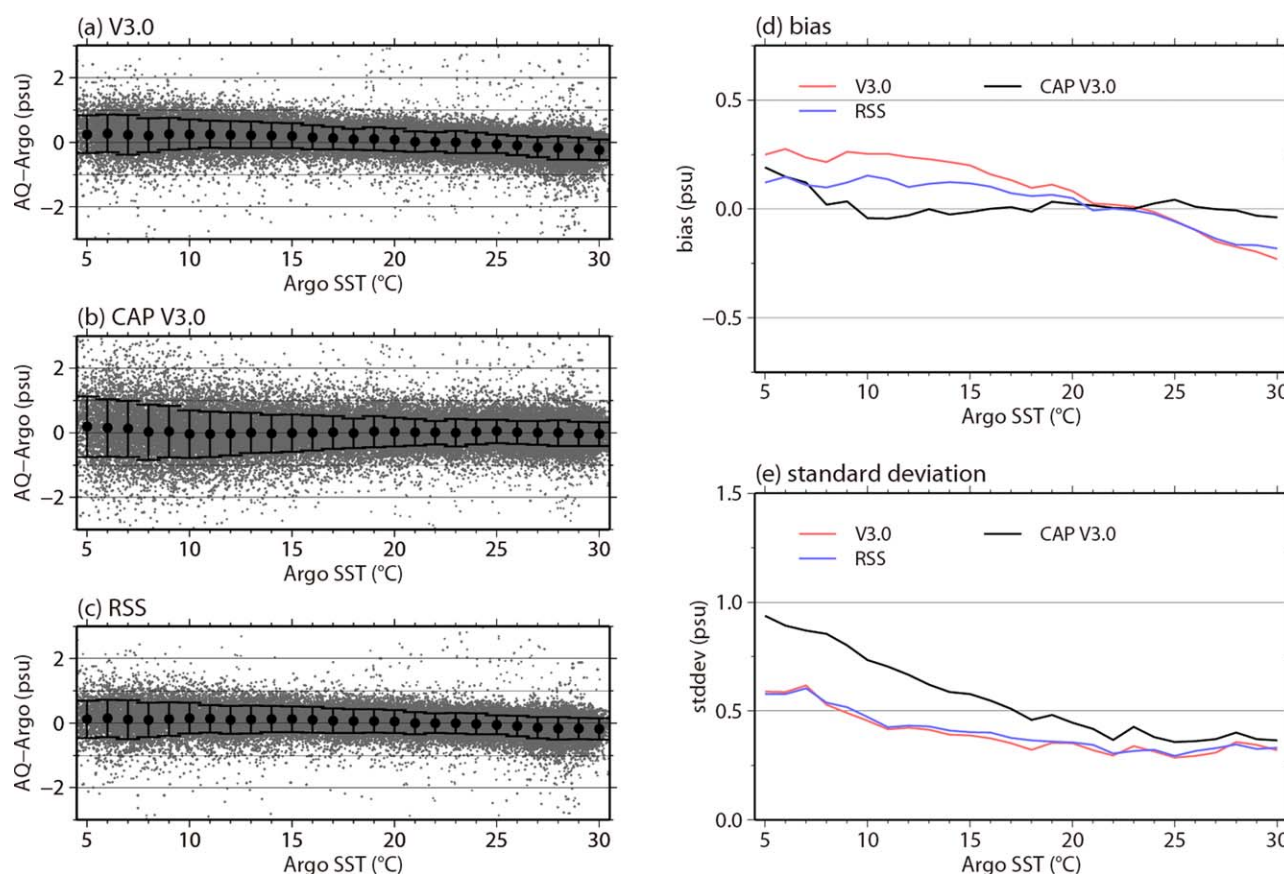 (a) V3.0
AQ−Argo (psu)
2
0
−2
5 10 15 20 25 30
Argo SST (°C)
(b) CAP V3.0
AQ−Argo (psu)
2
0
−2
5 10 15 20 25 30
Argo SST (°C)
(c) RSS
AQ−Argo (psu)
2
0
−2
5 10 15 20 25 30
Argo SST (°C)
(d) bias
V3.0 CAP V3.0
RSS
bias (psu)
0.5
0.0
−0.5
5 10 15 20 25 30
Argo SST (°C)
(e) standard deviation
V3.0 CAP V3.0
RSS
stddev (psu)
1.5
1.0
0.5
0.0
5 10 15 20 25 30
Argo SST (°C)